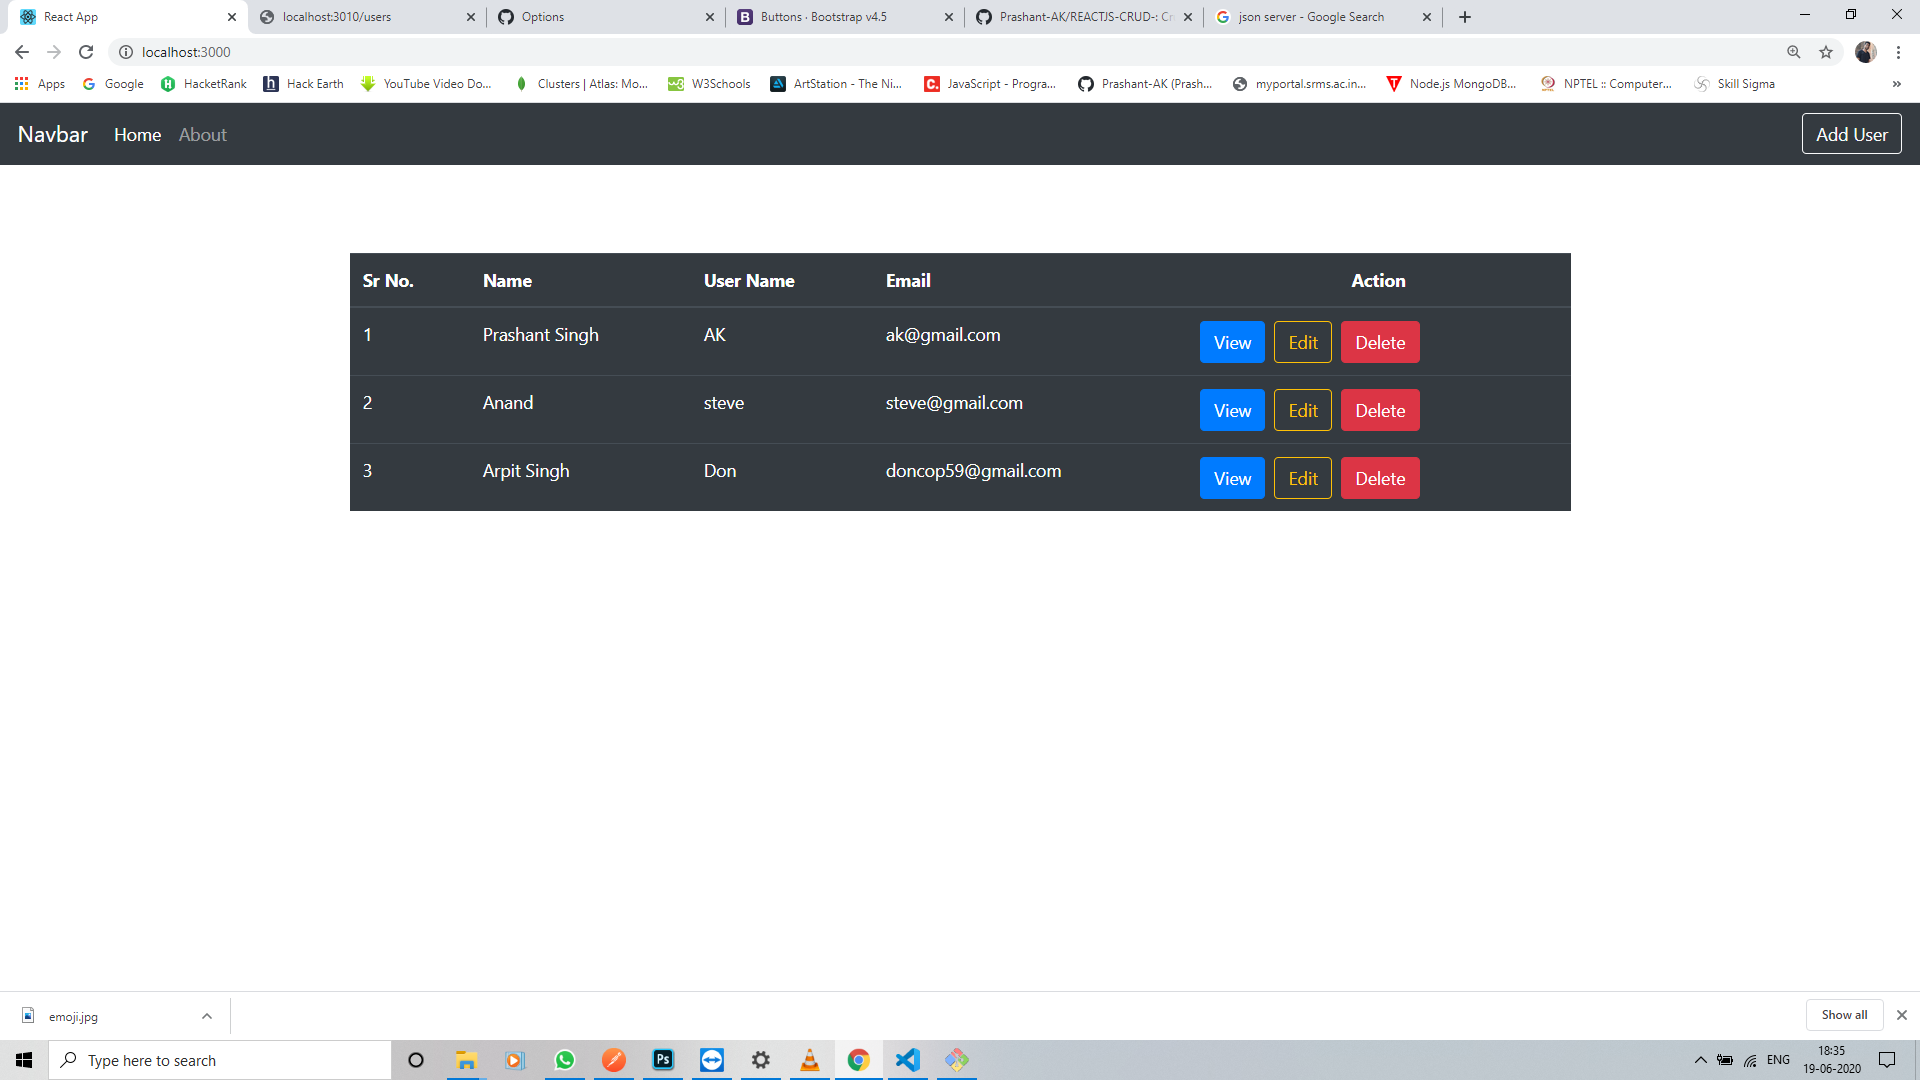 React App
localhost:3010/users
Options
Buttons · Bootstrap v4.5
Prashant-AK/REACTJS-CRUD-: Cr
json server - Google Search
localhost:3000
Apps
Google
HacketRank
Hack Earth
YouTube Video Do...
Clusters | Atlas: Mo...
W3Schools
ArtStation - The Ni...
JavaScript - Progra...
Prashant-AK (Prash...
myportal.srms.ac.in...
Node.js MongoDB...
NPTEL :: Computer...
Skill Sigma
»
Navbar Home About Add User
Sr No. Name User Name Email Action
1 Prashant Singh AK ak@gmail.com View Edit Delete
2 Anand steve steve@gmail.com View Edit Delete
3 Arpit Singh Don doncop59@gmail.com View Edit Delete
emoji.jpg
Show all
Type here to search
Ps
ENG
18:35
19-06-2020